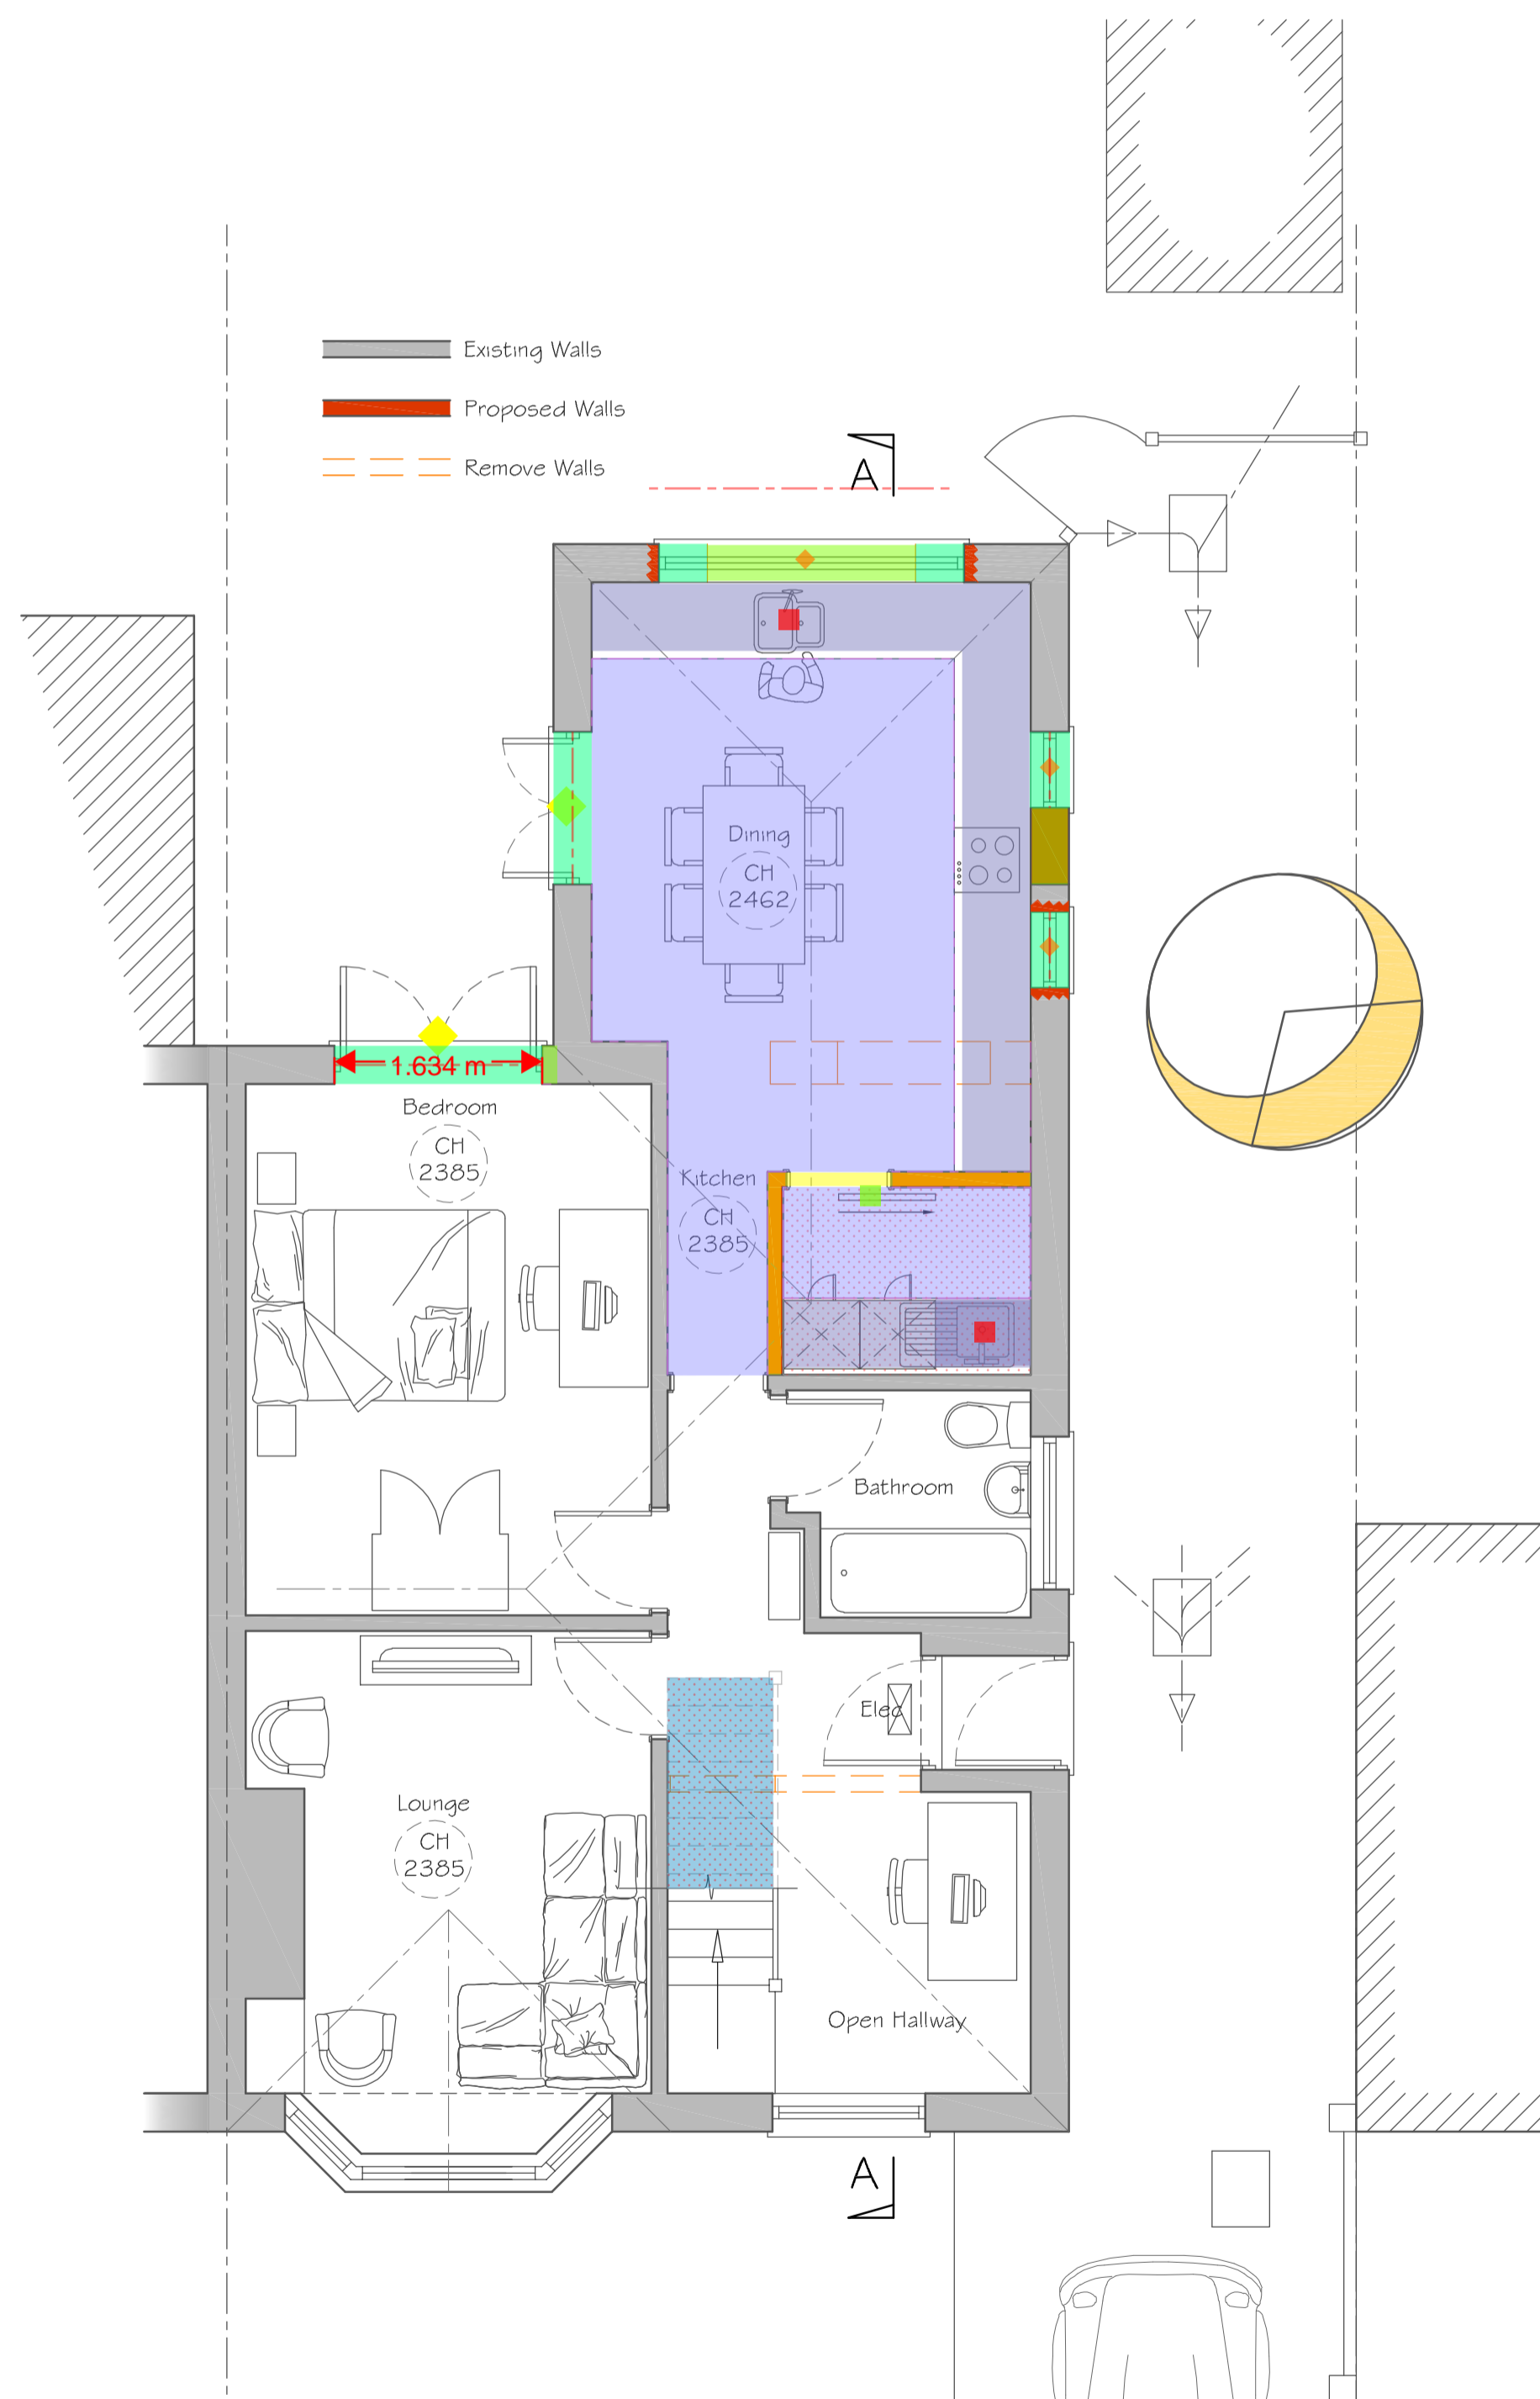 Existing Walls
Proposed Walls
Remove Walls
A
Dining
CH
2462
1.634 m
Bedroom
CH
2385
Kitchen
CH
2385
Bathroom
Elec
Lounge
CH
2385
Open Hallway
A